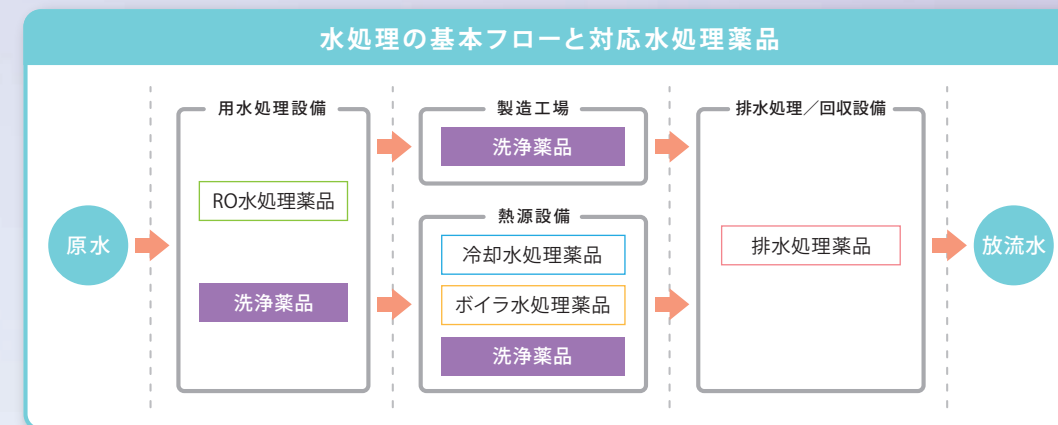 水処理の基本フローと対応水処理薬品
原水
用水処理設備
RO水処理薬品
洗浄薬品
製造工場
洗浄薬品
熱源設備
冷却水処理薬品
ボイラ水処理薬品
洗浄薬品
排水処理／回収設備
排水処理薬品
放流水